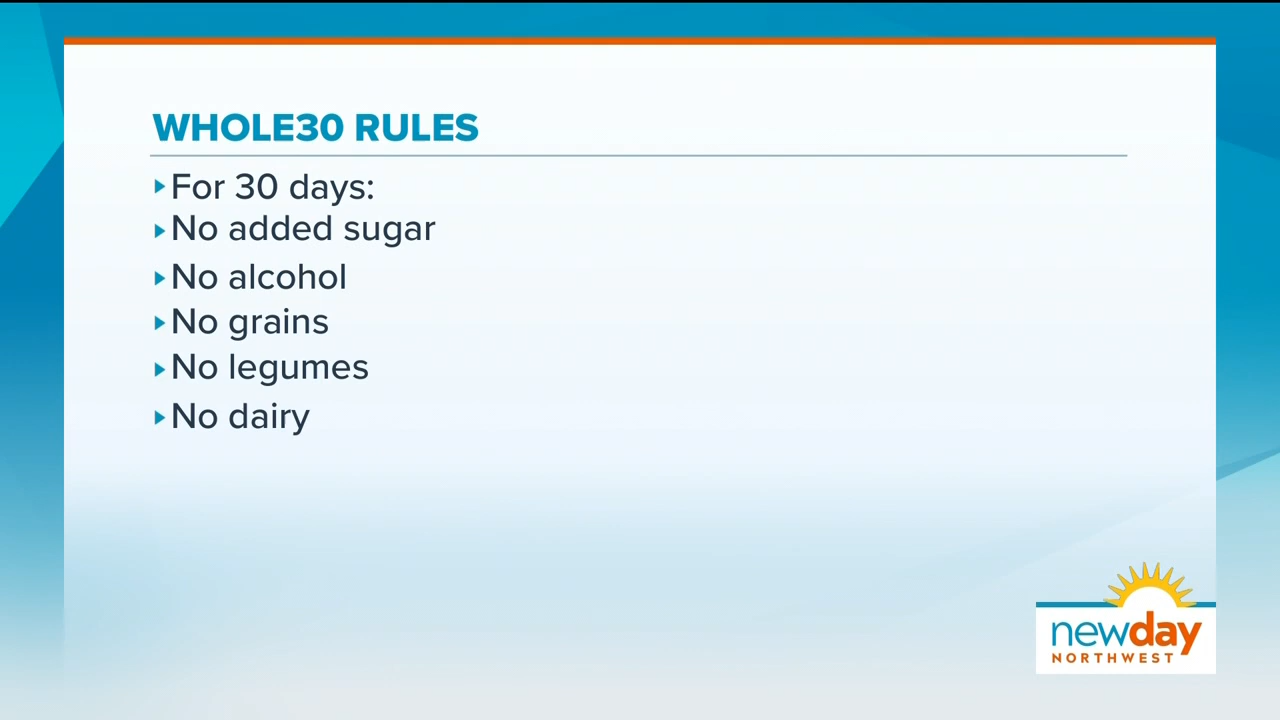 WHOLE30 RULES
For 30 days:
No added sugar
No alcohol
No grains
No legumes
No dairy
newday
NORTHWEST